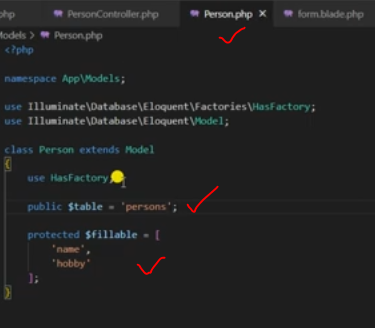 php PersonController.php Person.php × form.blade.php
Models > Person.php
<?php
namespace App\Models;
use Illuminate\Database\Eloquent\Factories\HasFactory;
use Illuminate\Database\Eloquent\Model;
class Person extends Model
{
use HasFactory;
public $table = 'persons';
protected $fillable = [
'name',
'hobby'
];
}